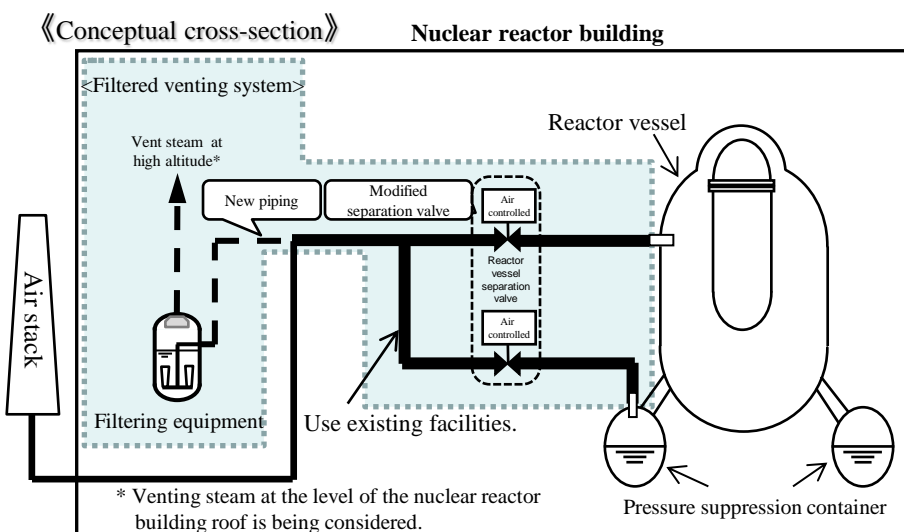 《Conceptual cross-section》
Nuclear reactor building
<Filtered venting system>
Reactor vessel
Vent steam at
high altitude*
New piping
Modified
separation valve
Air
controlled
Reactor
vessel
separation
valve
Air
controlled
Air stack
Filtering equipment
Use existing facilities.
* Venting steam at the level of the nuclear reactor
building roof is being considered.
Pressure suppression container